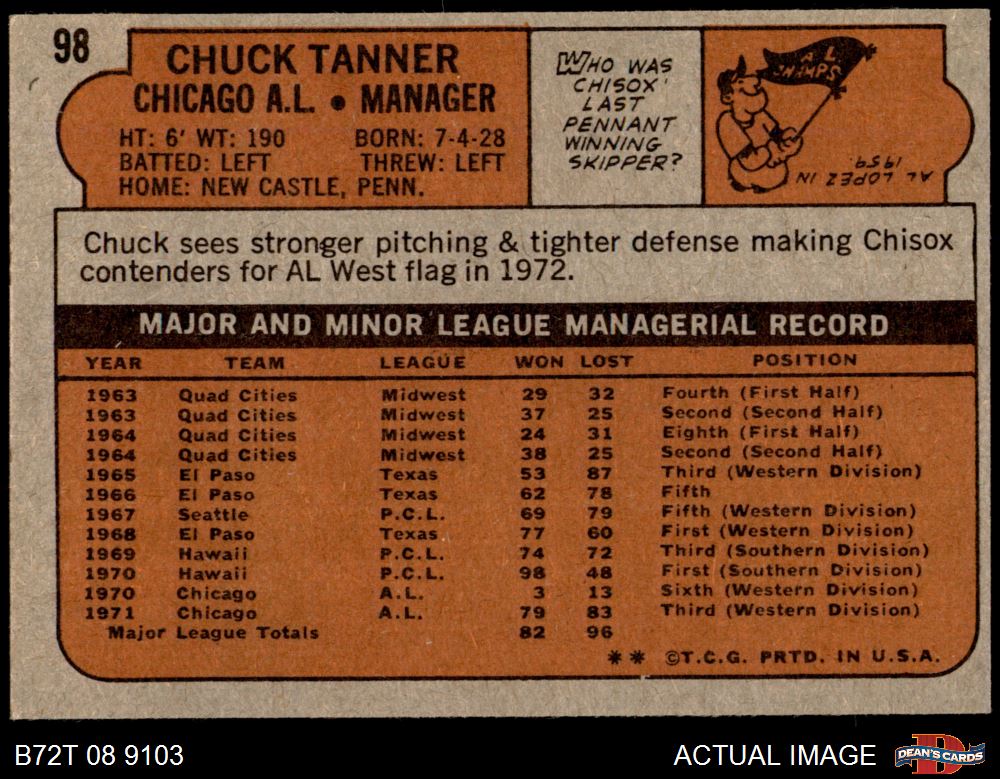 98
CHUCK TANNER
CHICAGO A.L. • MANAGER
HT: 6' WT: 190 BORN: 7-4-28
BATTED: LEFT THREW: LEFT
HOME: NEW CASTLE, PENN.
WHO WAS
CHISOX'
LAST
PENNANT
WINNING
SKIPPER?
A L
CHAMPS
AL LOPEZ IN
1959.
Chuck sees stronger pitching & tighter defense making Chisox
contenders for AL West flag in 1972.
MAJOR AND MINOR LEAGUE MANAGERIAL RECORD
YEAR TEAM LEAGUE WON LOST POSITION
1963 Quad Cities Midwest 29 32 Fourth (First Half)
1963 Quad Cities Midwest 37 25 Second (Second Half)
1964 Quad Cities Midwest 24 31 Eighth (First Half)
1964 Quad Cities Midwest 38 25 Second (Second Half)
1965 El Paso Texas 53 87 Third (Western Division)
1966 El Paso Texas 62 78 Fifth
1967 Seattle P.C.L. 69 79 Fifth (Western Division)
1968 El Paso Texas 77 60 First (Western Division)
1969 Hawaii P.C.L. 74 72 Third (Southern Division)
1970 Hawaii P.C.L. 98 48 First (Southern Division)
1970 Chicago A.L. 3 13 Sixth (Western Division)
1971 Chicago A.L. 79 83 Third (Western Division)
Major League Totals 82 96
** ©T.C.G. PRTD. IN U.S.A.
B72T 08 9103
ACTUAL IMAGE
DEAN'S CARDS